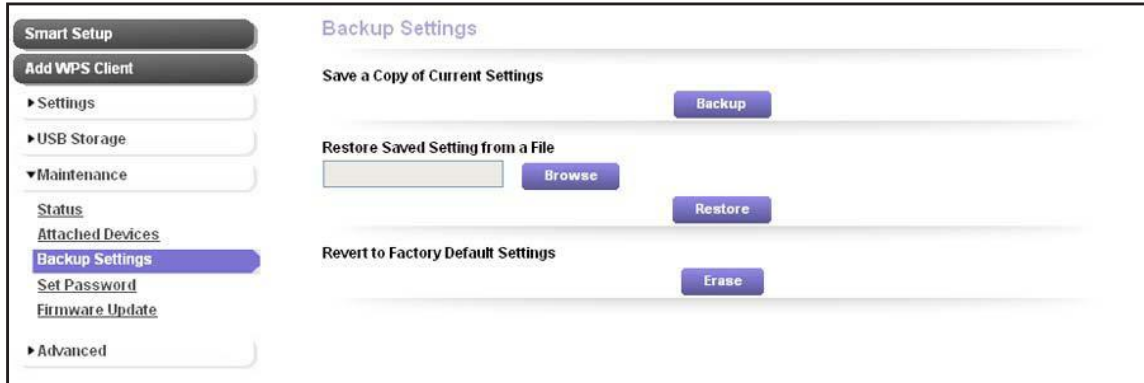 Smart Setup
Add WPS Client
Settings
USB Storage
Maintenance
Status
Attached Devices
Backup Settings
Set Password
Firmware Update
Advanced
Backup Settings
Save a Copy of Current Settings
Backup
Restore Saved Setting from a File
Browse
Restore
Revert to Factory Default Settings
Erase